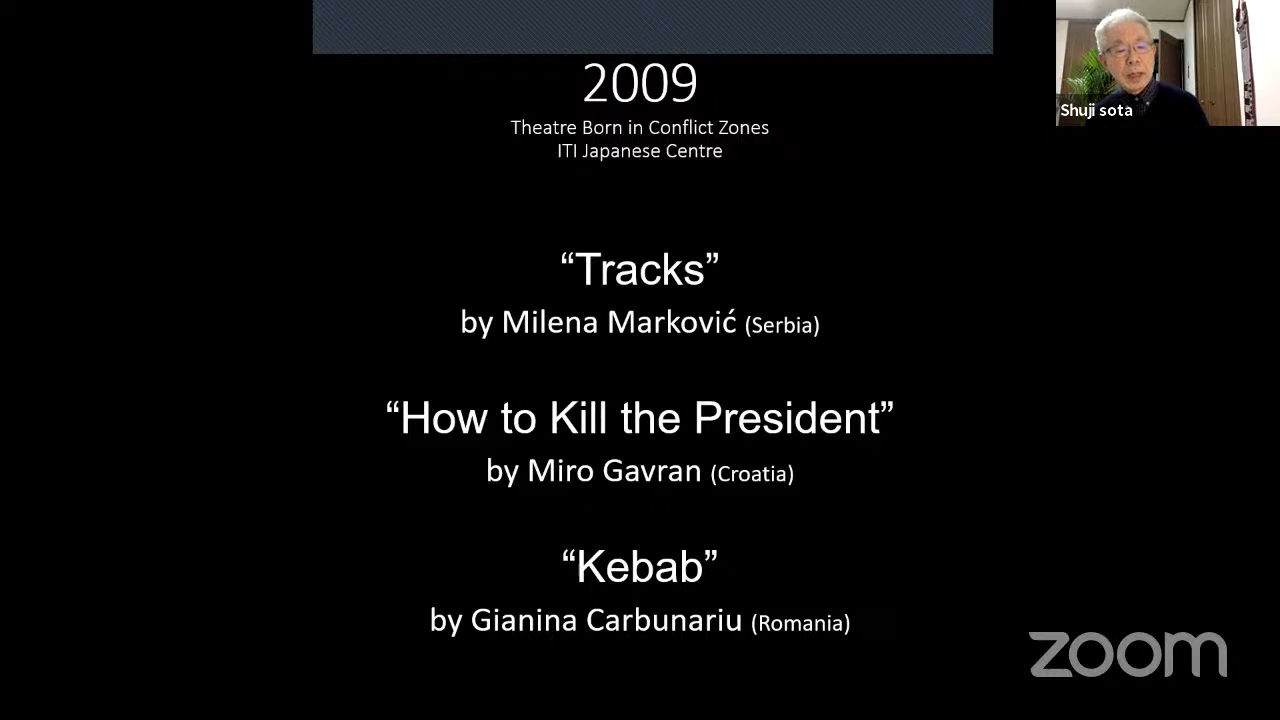 2009
Theatre Born in Conflict Zones
ITI Japanese Centre
“Tracks”
by Milena Marković (Serbia)
“How to Kill the President”
by Miro Gavran (Croatia)
“Kebab”
by Gianina Carbunariu (Romania)
Shuji sota
zoom